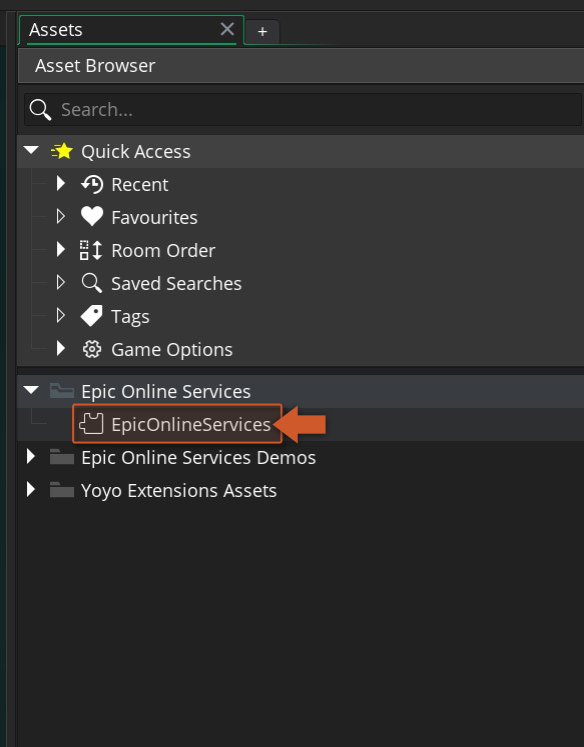 Assets
+
Asset Browser
Search...
Quick Access
Recent
Favourites
Room Order
Saved Searches
Tags
Game Options
Epic Online Services
EpicOnlineServices
Epic Online Services Demos
Yoyo Extensions Assets